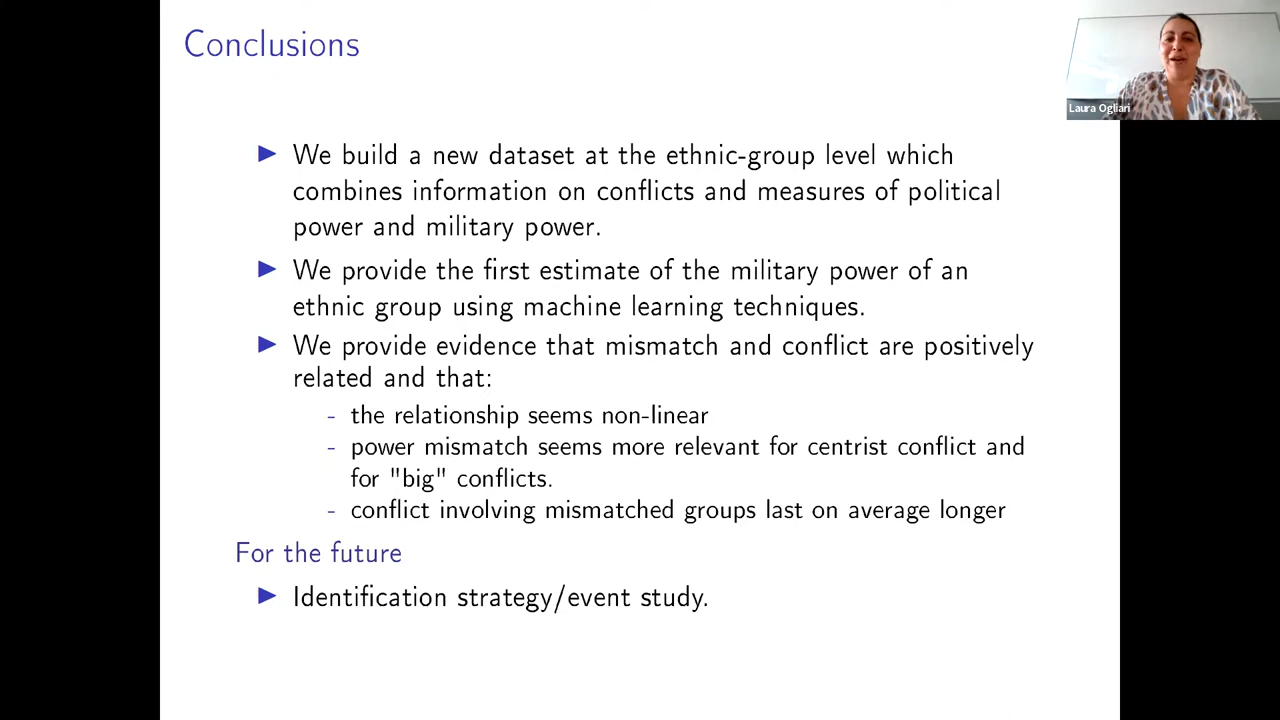 Conclusions
Laura Ogliari
▶ We build a new dataset at the ethnic-group level which
combines information on conflicts and measures of political
power and military power.
▶ We provide the first estimate of the military power of an
ethnic group using machine learning techniques.
▶ We provide evidence that mismatch and conflict are positively
related and that:
- the relationship seems non-linear
- power mismatch seems more relevant for centrist conflict and
for "big" conflicts.
- conflict involving mismatched groups last on average longer
For the future
▶ Identification strategy/event study.